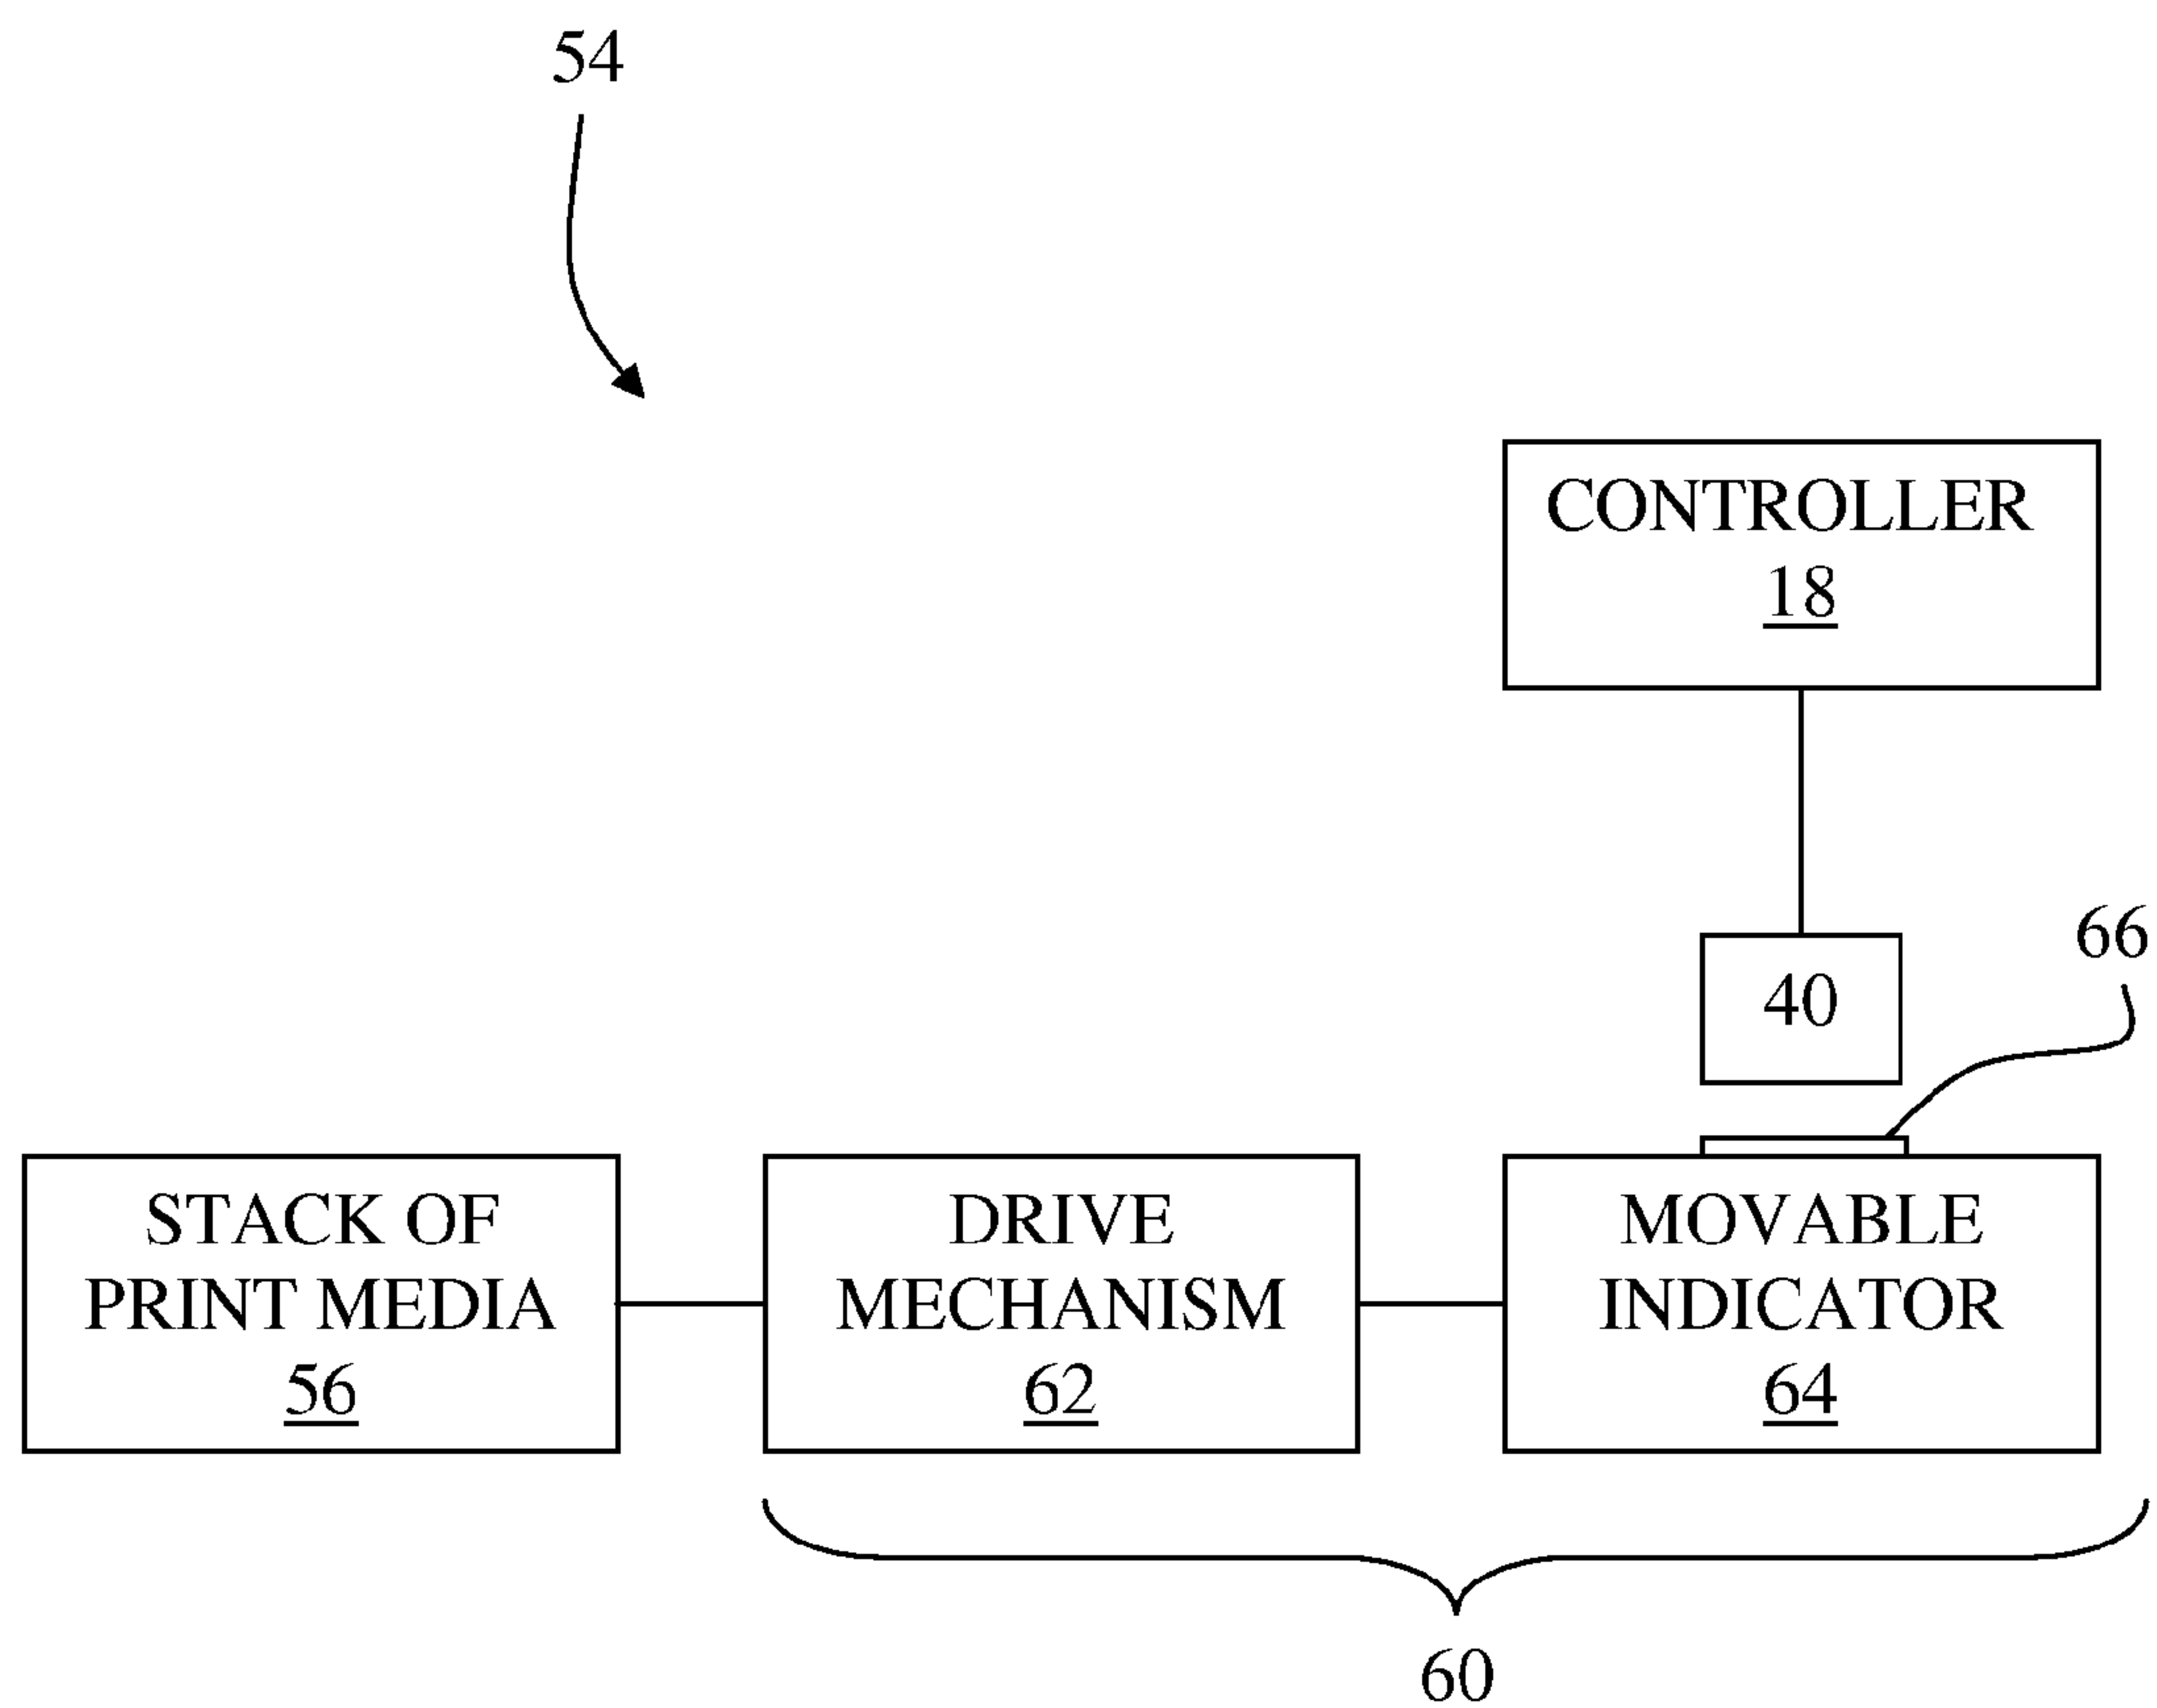 54
CONTROLLER
18
40
66
STACK OF
PRINT MEDIA
56
DRIVE
MECHANISM
62
MOVABLE
INDICATOR
64
60